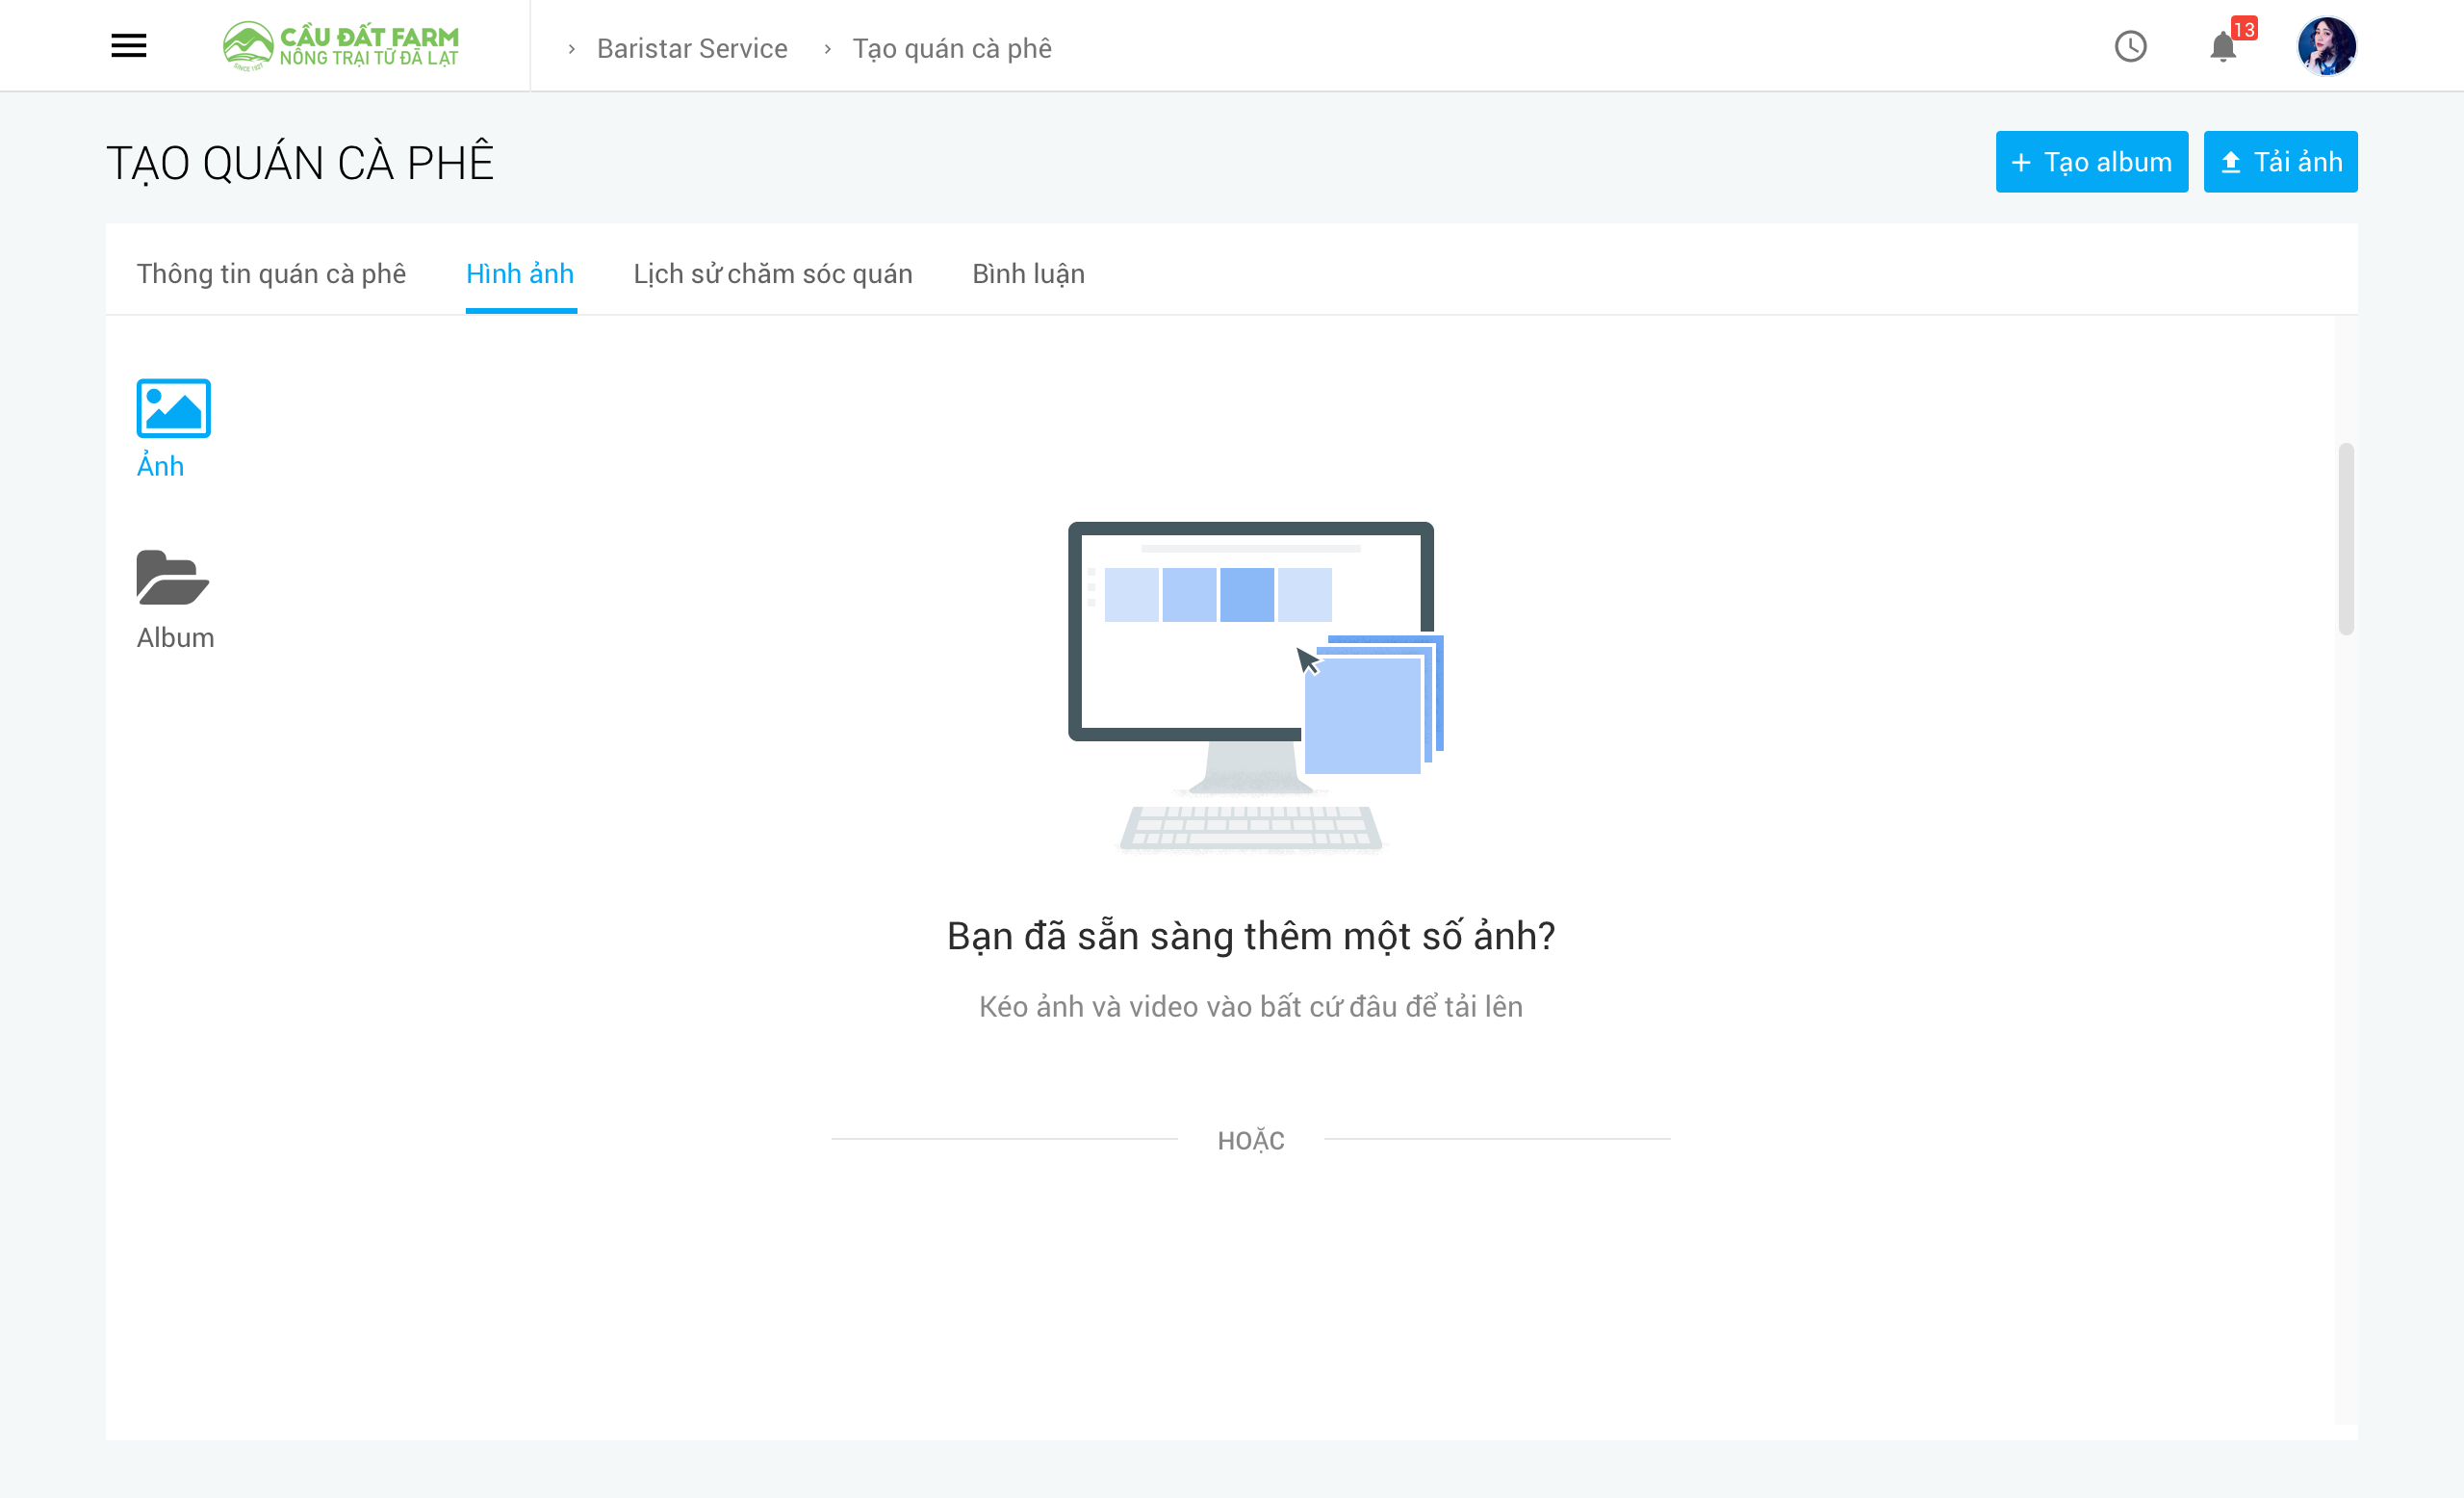 CẦU ĐẤT FARM
NÔNG TRẠI TỪ ĐÀ LẠT
SINCE 1927
› Baristar Service › Tạo quán cà phê
13
TẠO QUÁN CÀ PHÊ
+ Tạo album
Tải ảnh
Thông tin quán cà phê
Hình ảnh
Lịch sử chăm sóc quán
Bình luận
Ảnh
Album
Bạn đã sẵn sàng thêm một số ảnh?
Kéo ảnh và video vào bất cứ đâu để tải lên
HOẶC